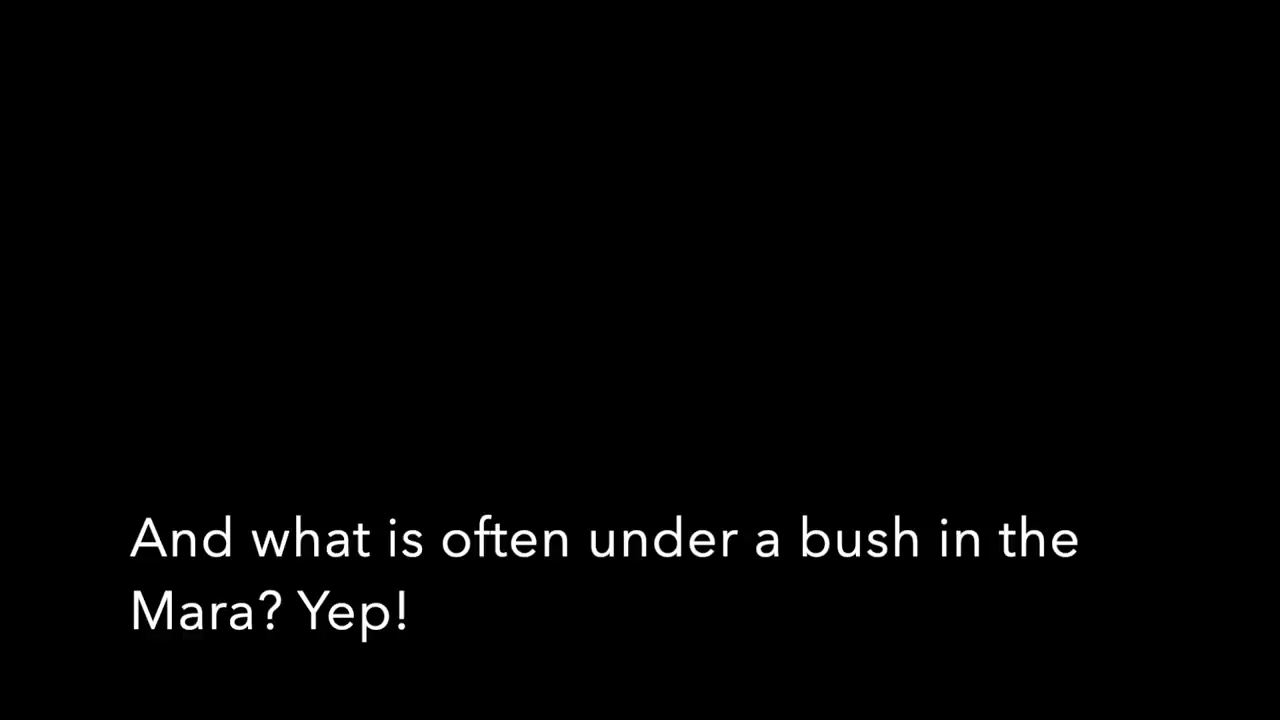 And what is often under a bush in the
Mara? Yep!